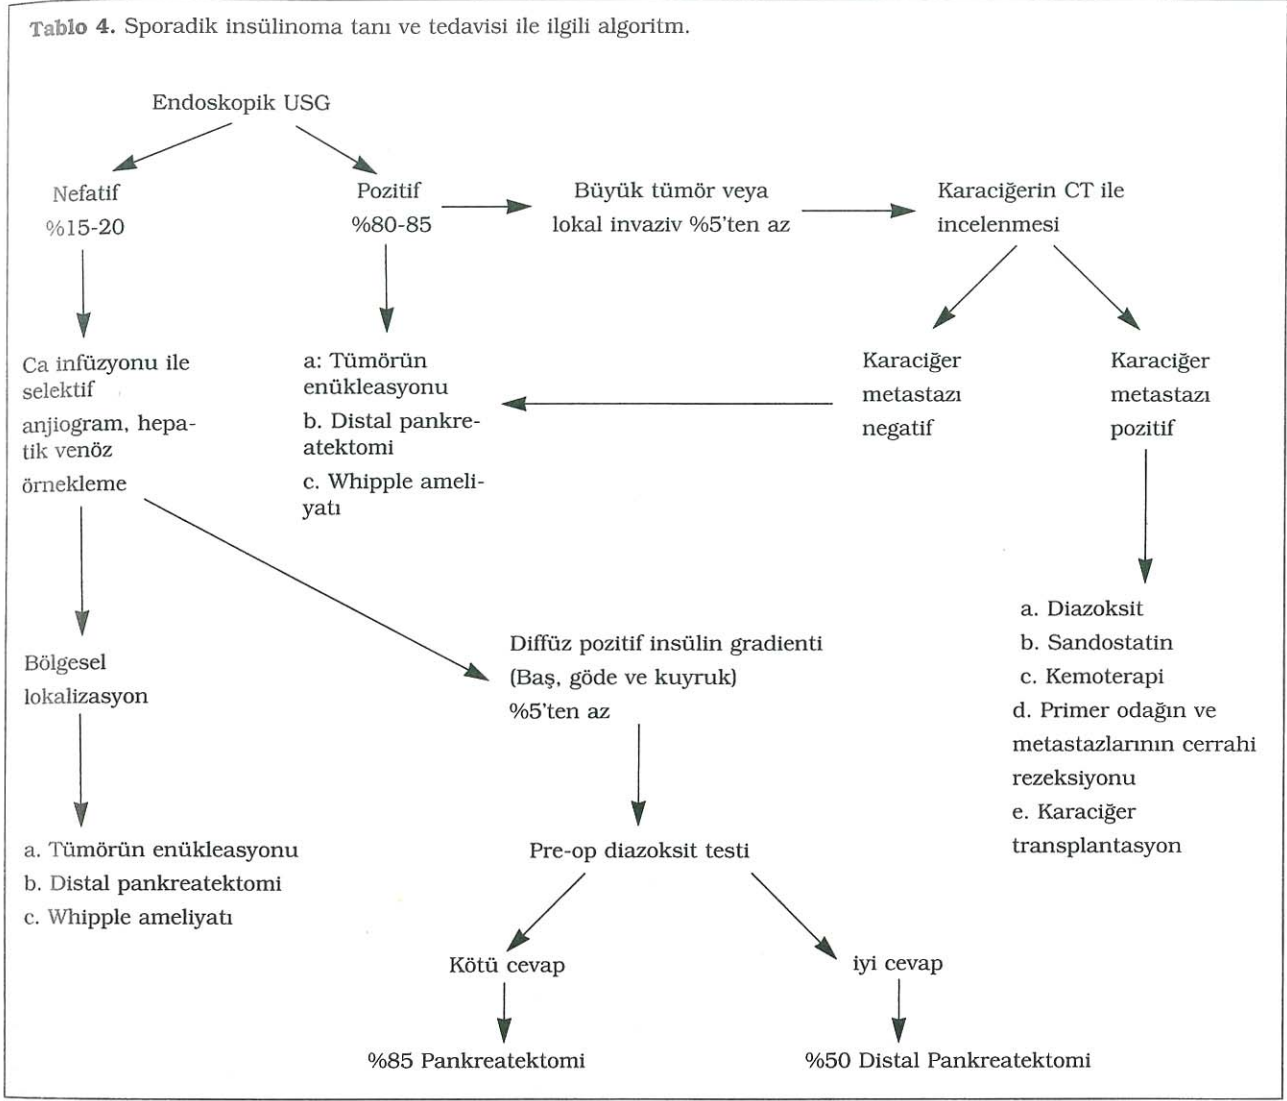 Tablo 4. Sporadik insülinoma tanı ve tedavisi ile ilgili algoritm.
Endoskopik USG
Nefatif
%15-20
Pozitif
%80-85
Büyük tümör veya
lokal invaziv %5'ten az
Karaciğerin CT ile
incelenmesi
Ca infüzyonu ile
selektif
anjiogram, hepa-
tik venöz
örnekleme
a: Tümörün
enükleasyonu
b. Distal pankre-
atektomi
c. Whipple ameli-
yatı
Karaciğer
metastazı
negatif
Karaciğer
metastazı
pozitif
Bölgesel
lokalizasyon
Diffüz pozitif insülin gradienti
(Baş, göde ve kuyruk)
%5'ten az
a. Diazoksit
b. Sandostatin
c. Kemoterapi
d. Primer odağın ve
metastazlarının cerrahi
rezeksiyonu
e. Karaciğer
transplantasyon
a. Tümörün enükleasyonu
b. Distal pankreatektomi
c. Whipple ameliyatı
Pre-op diazoksit testi
Kötü cevap
iyi cevap
%85 Pankreatektomi
%50 Distal Pankreatektomi